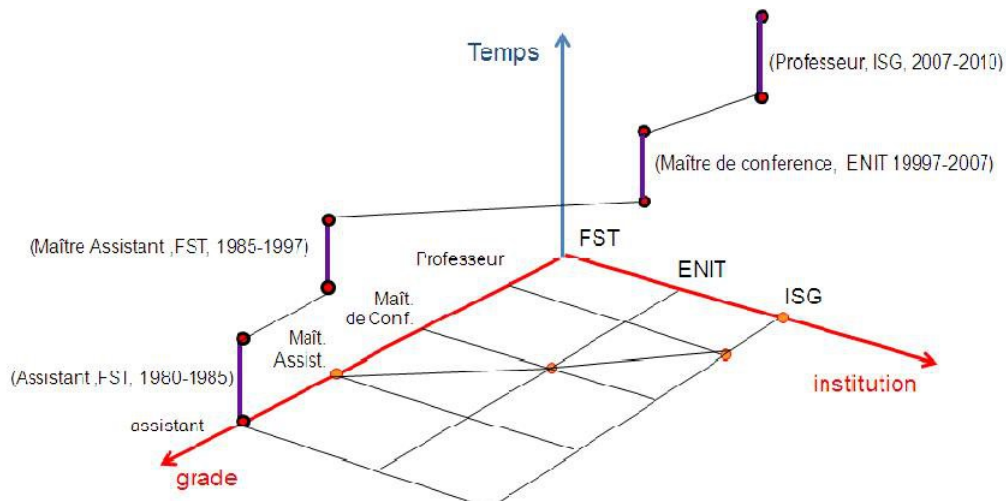 Temps
(Professeur, ISG, 2007-2010)
(Maître de conference, ENIT 19997-2007)
(Maître Assistant ,FST, 1985-1997)
FST
Professeur
ENIT
ISG
Maît.
de Conf.
Maît.
Assist.
(Assistant ,FST, 1980-1985)
institution
assistant
grade